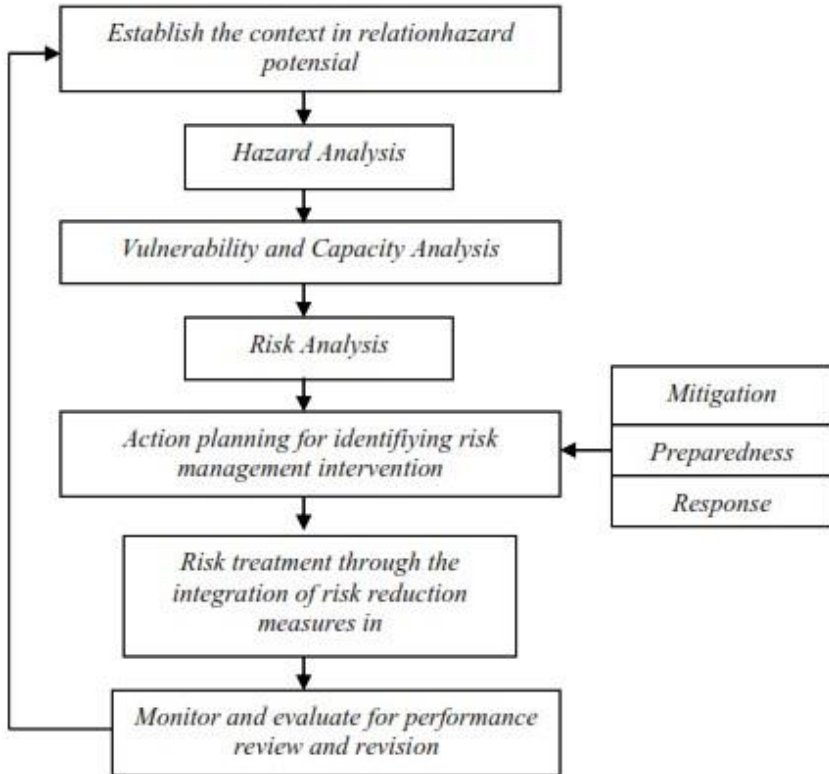 Establish the context in relationhazard
potensial
Hazard Analysis
Vulnerability and Capacity Analysis
Risk Analysis
Action planning for identifiying risk
management intervention
Mitigation
Preparedness
Response
Risk treatment through the
integration of risk reduction
measures in
Monitor and evaluate for performance
review and revision